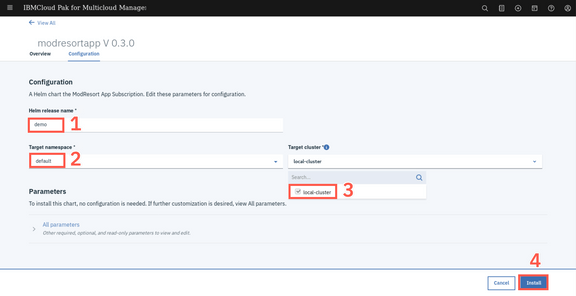 IBMCloud Pak for Multicloud Manage
View All
modresortapp V 0.3.0
Overview Configuration
Configuration
A Helm chart the ModResort App Subscription. Edit these parameters for configuration.
Helm release name *
demo 1
Target namespace * Target cluster *
default 2 local-cluster
Search...
local-cluster 3
Parameters
To install this chart, no configuration is needed. If further customization is desired, view All parameters.
All parameters
Other required, optional, and read-only parameters to view and edit.
4
Cancel Install